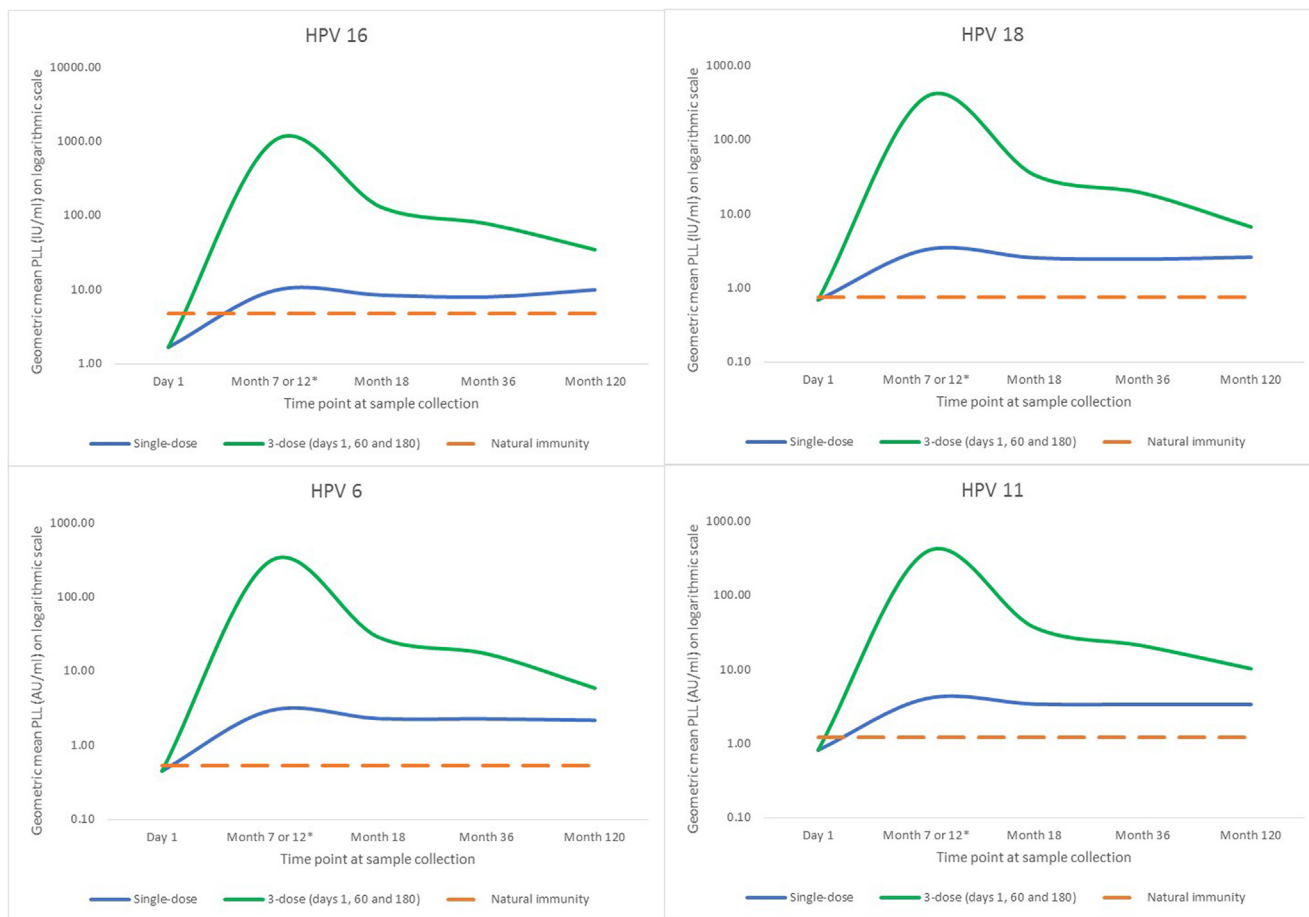 HPV 16
Geometric mean PLL (IU/ml) on logarithmic scale
10000.00
1000.00
100.00
10.00
1.00
Day 1 Month 7 or 12* Month 18 Month 36 Month 120
Time point at sample collection
Single-dose 3-dose (days 1, 60 and 180) Natural immunity
HPV 18
Geometric mean PLL (IU/ml) on logarithmic scale
1000.00
100.00
10.00
1.00
0.10
Day 1 Month 7 or 12* Month 18 Month 36 Month 120
Time point at sample collection
Single-dose 3-dose (days 1, 60 and 180) Natural immunity
HPV 6
Geometric mean PLL (AU/ml) on logarithmic scale
1000.00
100.00
10.00
1.00
0.10
Day 1 Month 7 or 12* Month 18 Month 36 Month 120
Time point at sample collection
Single-dose 3-dose (days 1, 60 and 180) Natural immunity
HPV 11
Geometric mean PLL (AU/ml) on logarithmic scale
1000.00
100.00
10.00
1.00
0.10
Day 1 Month 7 or 12* Month 18 Month 36 Month 120
Time point at sample collection
Single-dose 3-dose (days 1, 60 and 180) Natural immunity